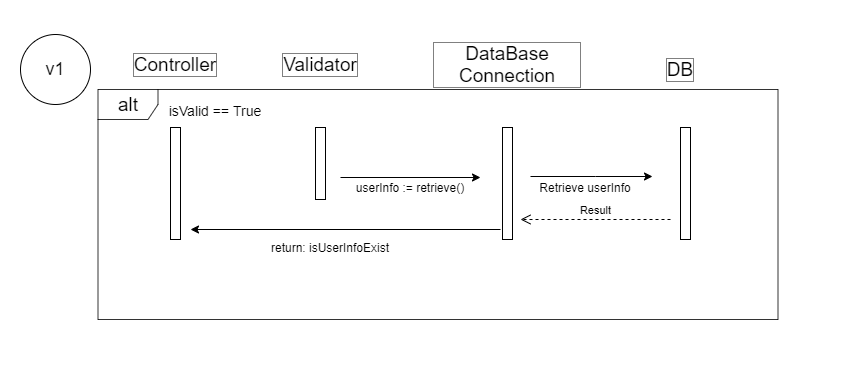 v1
Controller
Validator
DataBase
Connection
DB
alt
isValid == True
userInfo := retrieve()
Retrieve userInfo
Result
return: isUserInfoExist